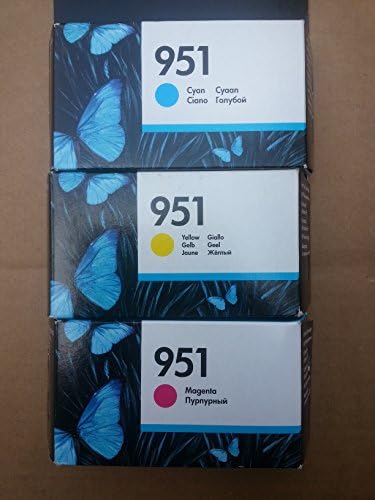 951
Cyan Cyaan
Ciano Голубой
951
Yellow Giallo
Gelb Geel
Jaune Жёлтый
951
Magenta
Пурпурный